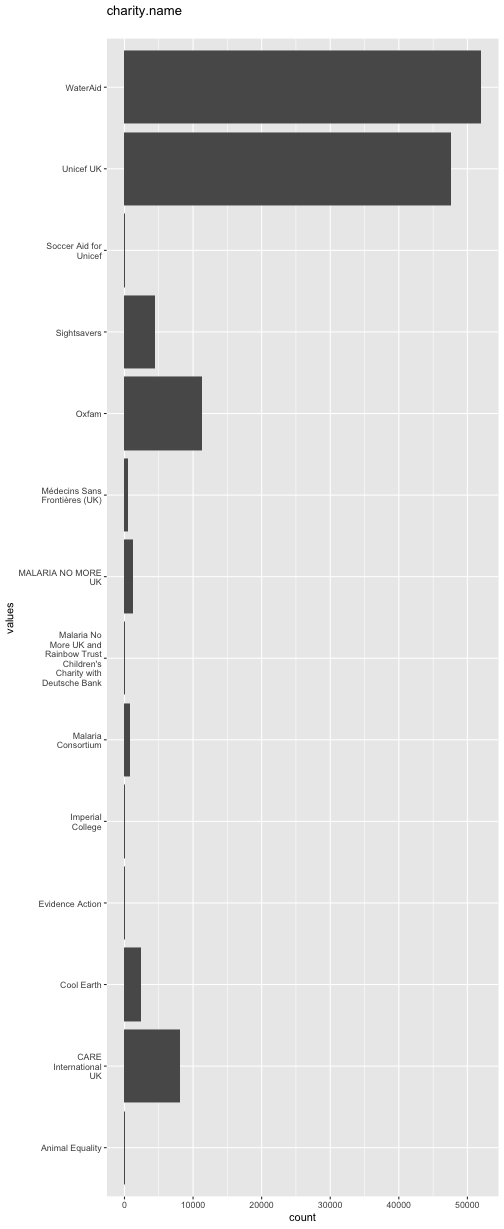 charity.name
WaterAid
Unicef UK
Soccer Aid for
Unicef
Sightsavers
Oxfam
Médecins Sans
Frontières (UK)
MALARIA NO MORE
UK
Malaria No
More UK and
Rainbow Trust
Children's
Charity with
Deutsche Bank
Malaria
Consortium
Imperial
College
Evidence Action
Cool Earth
CARE
International
UK
Animal Equality
values
0
10000
20000
30000
40000
50000
count